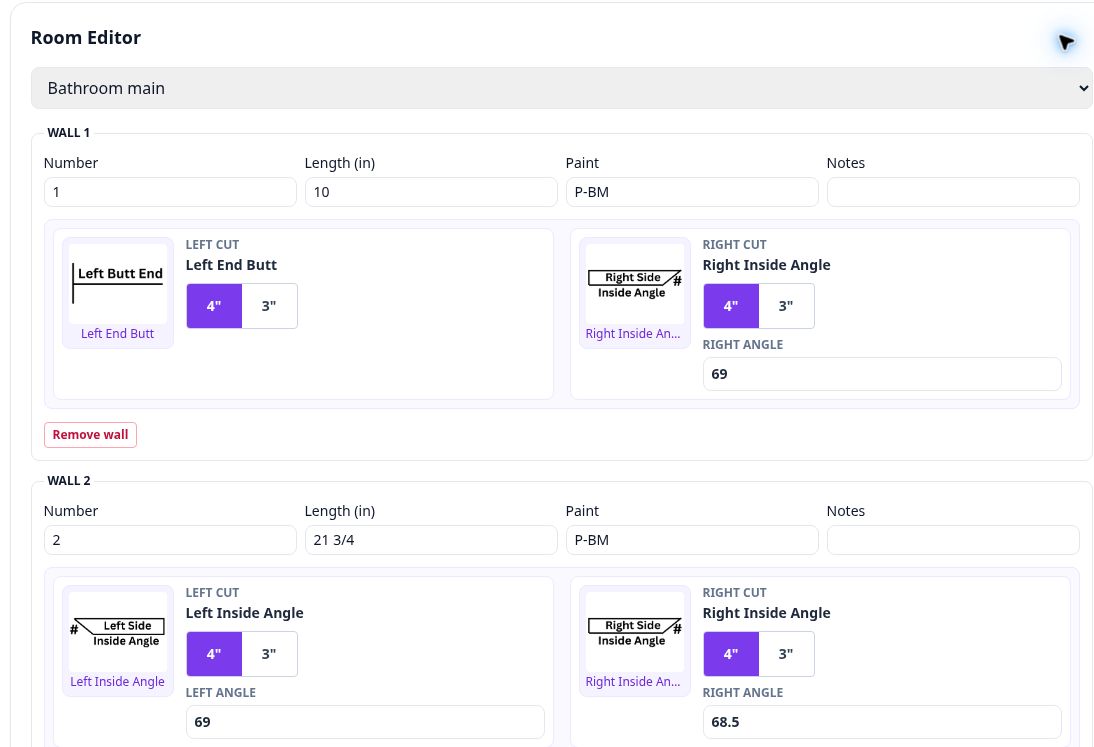 Room Editor
Bathroom main
WALL 1
Number Length (in) Paint Notes
1 10 P-BM
Left Butt End
Left End Butt
LEFT CUT
Left End Butt
4" 3"
Right Side
#
Inside Angle
Right Inside An...
RIGHT CUT
Right Inside Angle
4" 3"
RIGHT ANGLE
69
Remove wall
WALL 2
Number Length (in) Paint Notes
2 21 3/4 P-BM
Left Side
#
Inside Angle
Left Inside Angle
LEFT CUT
Left Inside Angle
4" 3"
LEFT ANGLE
69
Right Side
#
Inside Angle
Right Inside An...
RIGHT CUT
Right Inside Angle
4" 3"
RIGHT ANGLE
68.5